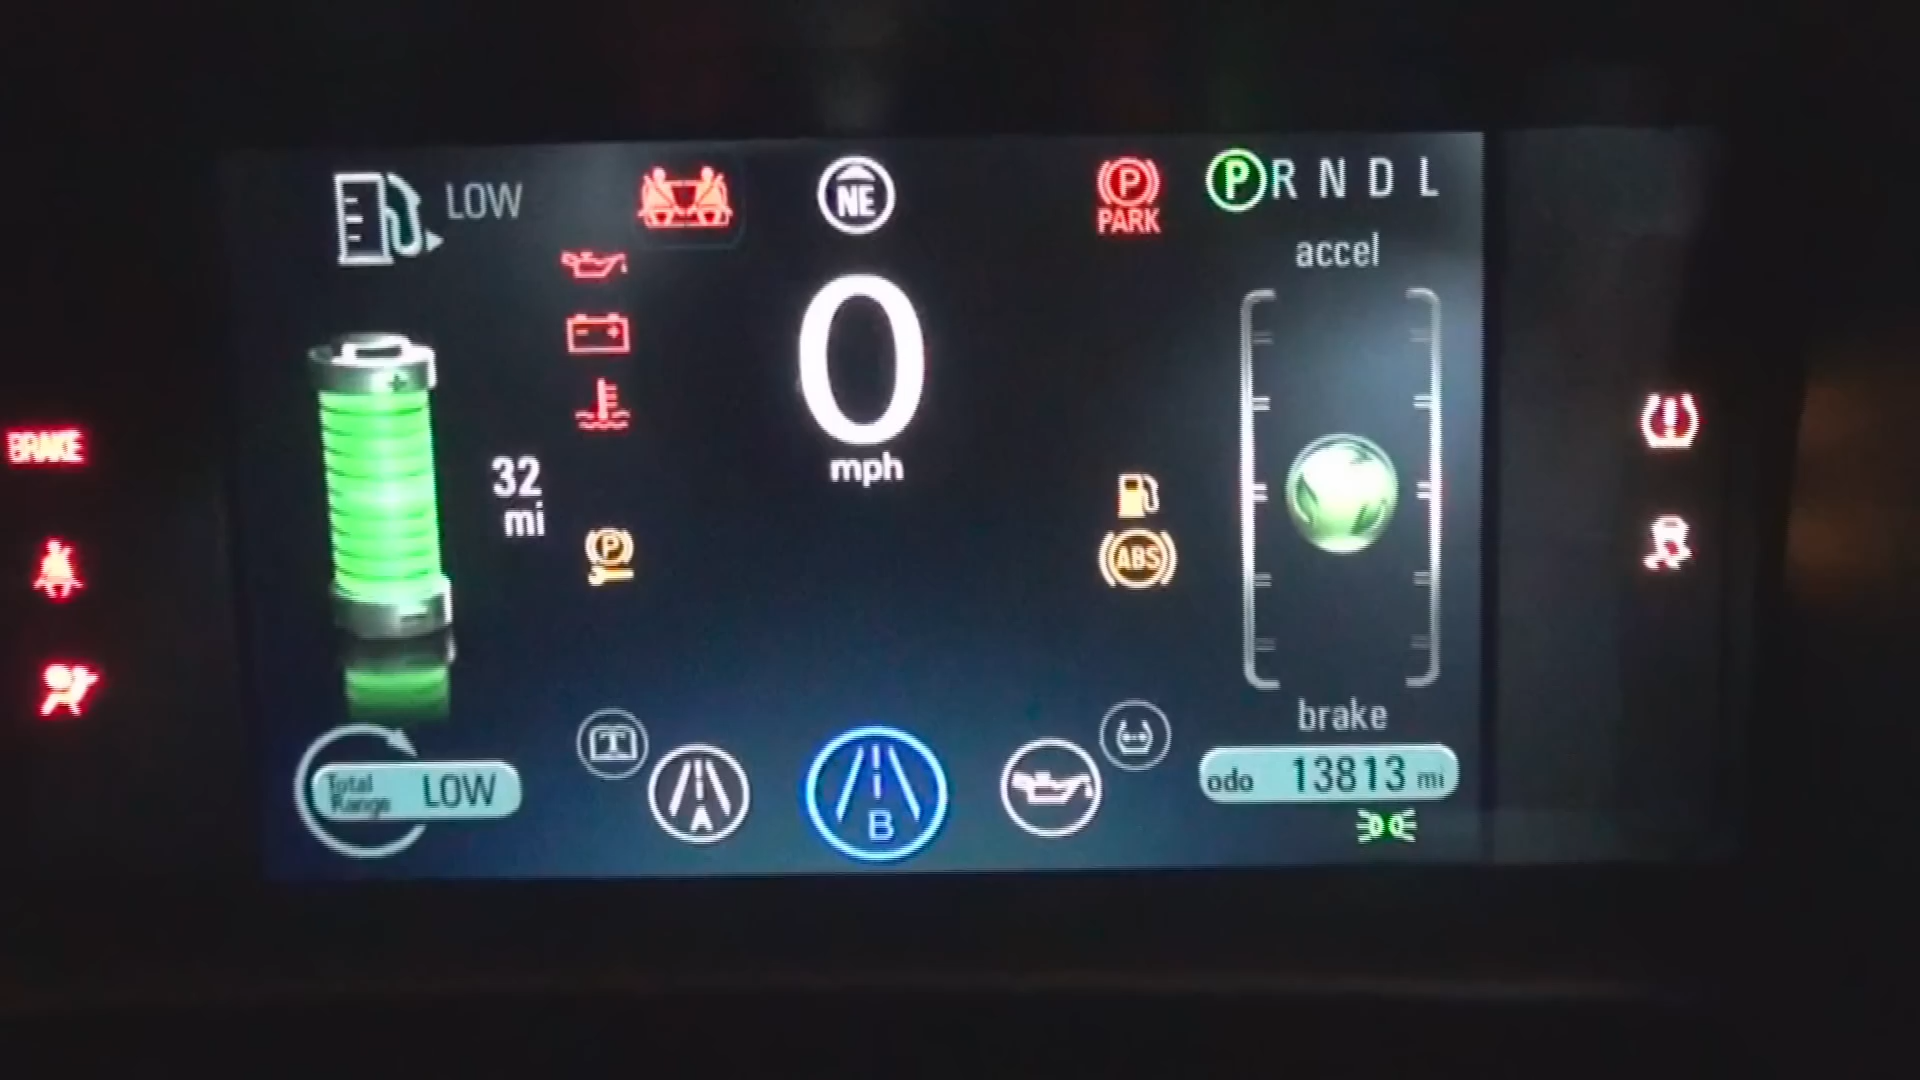 LOW
NE
P
PARK
P R N D L
accel
0
mph
BRAKE
32
mi
P
ABS
brake
T
A
B
Total
Range
LOW
odo 13813 mi